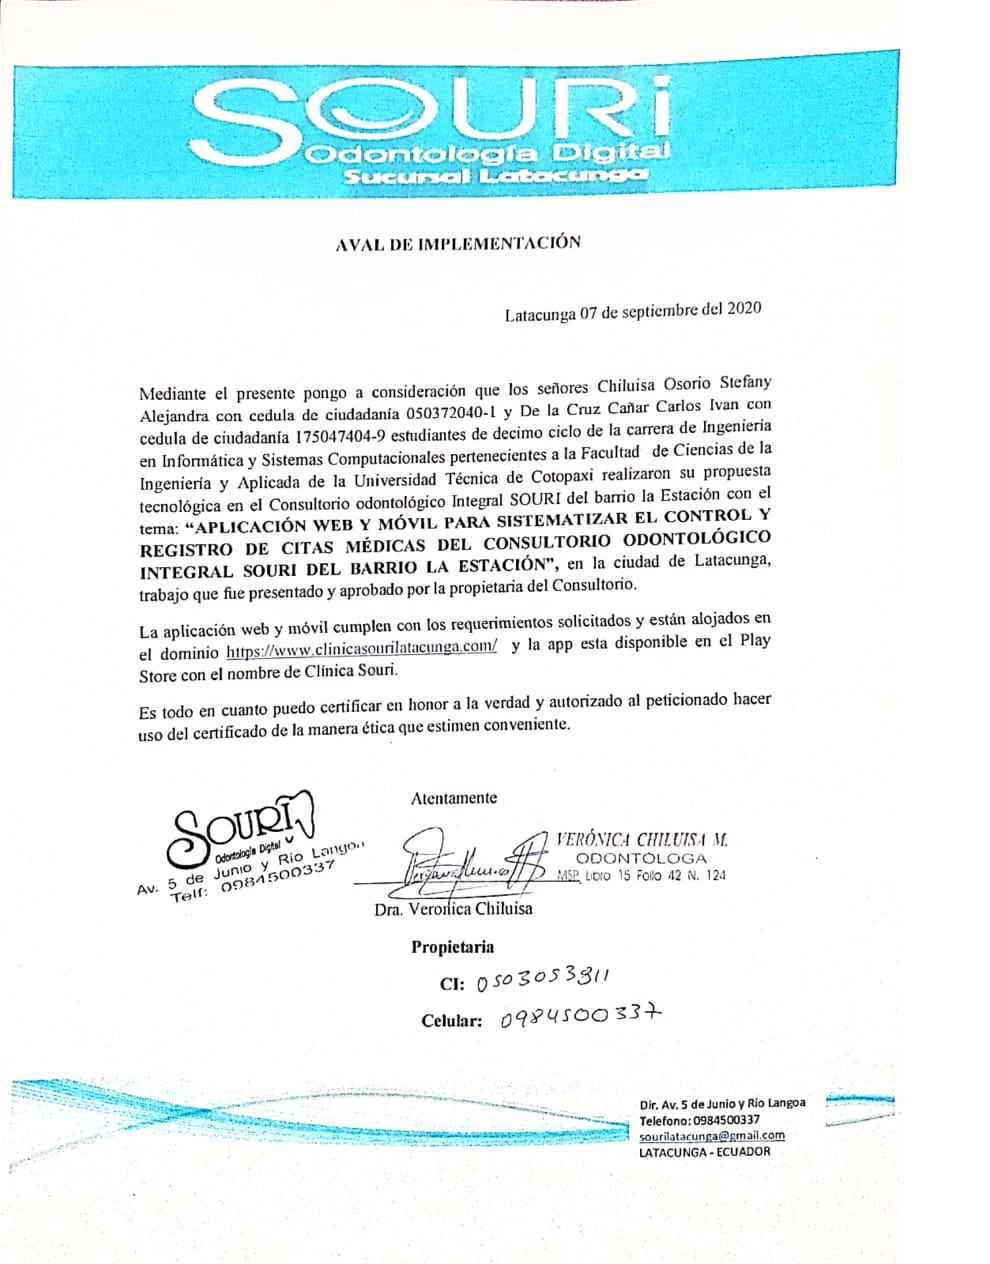 SOURi
Odontología Digital
Sucursal Latacunga
AVAL DE IMPLEMENTACIÓN
Latacunga 07 de septiembre del 2020
Mediante el presente pongo a consideración que los señores Chiluisa Osorio Stefany
Alejandra con cedula de ciudadanía 050372040-1 y De la Cruz Cañar Carlos Ivan con
cedula de ciudadanía 175047404-9 estudiantes de decimo ciclo de la carrera de Ingeniería
en Informática y Sistemas Computacionales pertenecientes a la Facultad de Ciencias de la
Ingeniería y Aplicada de la Universidad Técnica de Cotopaxi realizaron su propuesta
tecnológica en el Consultorio odontológico Integral SOURI del barrio la Estación con el
tema: “APLICACIÓN WEB Y MÓVIL PARA SISTEMATIZAR EL CONTROL Y
REGISTRO DE CITAS MÉDICAS DEL CONSULTORIO ODONTOLÓGICO
INTEGRAL SOURI DEL BARRIO LA ESTACIÓN”, en la ciudad de Latacunga,
trabajo que fue presentado y aprobado por la propietaria del Consultorio.
La aplicación web y móvil cumplen con los requerimientos solicitados y están alojados en
el dominio https://www.clinicasourilatacunga.com/ y la app esta disponible en el Play
Store con el nombre de Clínica Souri.
Es todo en cuanto puedo certificar en honor a la verdad y autorizado al peticionado hacer
uso del certificado de la manera ética que estimen conveniente.
Atentamente
SOURI
Odontología Digital
Av. 5 de Junio y Rio Langoa
Telf: 0984500337
VERÓNICA CHILUISA M.
ODONTOLOGA
MSP. Libro 15 Folio 42 N. 124
Dra. Veronica Chiluisa
Propietaria
CI: 0503053811
Celular: 0984500337
Dir. Av. 5 de Junio y Rio Langoa
Telefono: 0984500337
sourilatacunga@gmail.com
LATACUNGA - ECUADOR